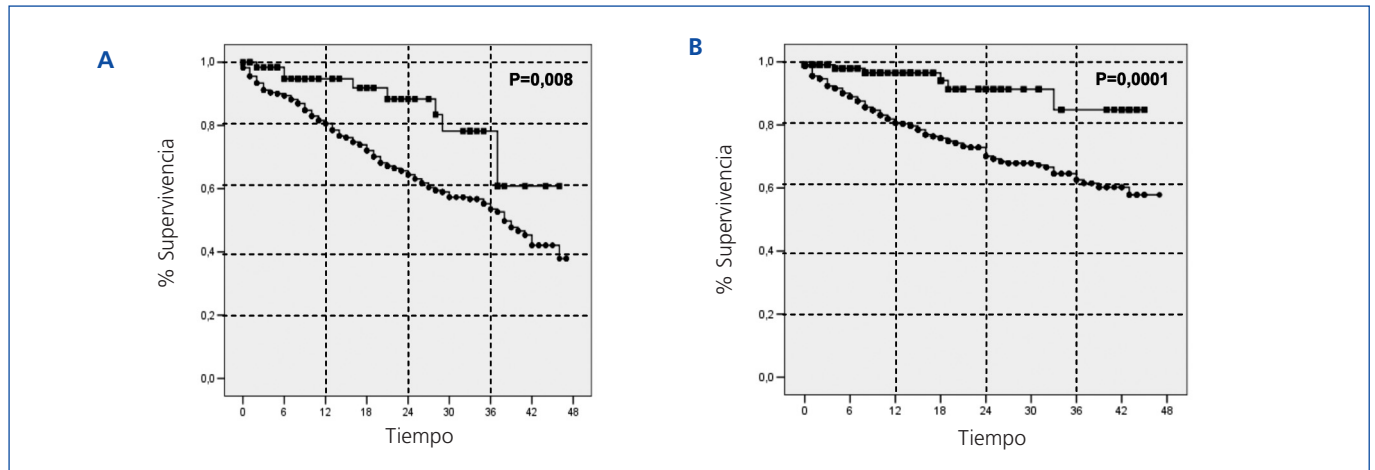 A
P=0,008
% Supervivencia
1,0
0,8
0,6
0,4
0,2
0,0
0 6 12 18 24 30 36 42 48
Tiempo
B
P=0,0001
% Supervivencia
1,0
0,8
0,6
0,4
0,2
0,0
0 6 12 18 24 30 36 42 48
Tiempo